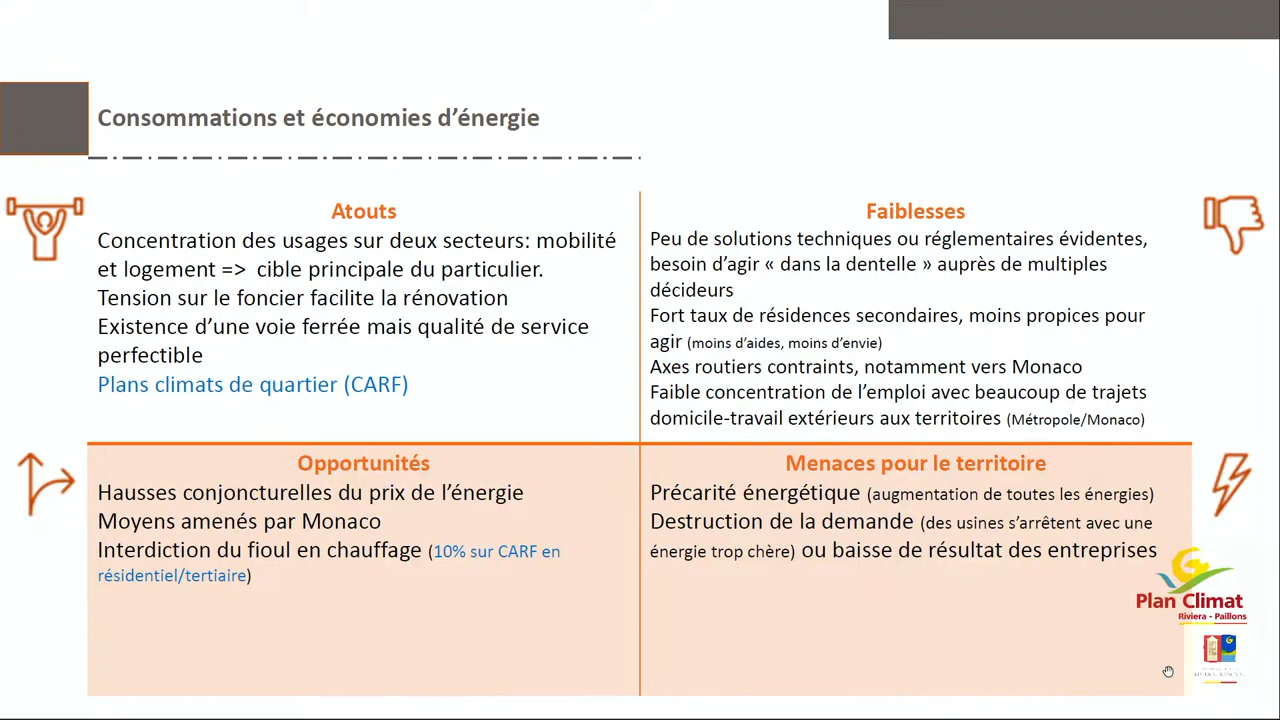 Consommations et économies d’énergie
Atouts
Concentration des usages sur deux secteurs: mobilité
et logement => cible principale du particulier.
Tension sur le foncier facilite la rénovation
Existence d’une voie ferrée mais qualité de service
perfectible
Plans climats de quartier (CARF)
Faiblesses
Peu de solutions techniques ou réglementaires évidentes,
besoin d’agir « dans la dentelle » auprès de multiples
décideurs
Fort taux de résidences secondaires, moins propices pour
agir (moins d’aides, moins d’envie)
Axes routiers contraints, notamment vers Monaco
Faible concentration de l’emploi avec beaucoup de trajets
domicile-travail extérieurs aux territoires (Métropole/Monaco)
Opportunités
Hausses conjoncturelles du prix de l’énergie
Moyens amenés par Monaco
Interdiction du fioul en chauffage (10% sur CARF en
résidentiel/tertiaire)
Menaces pour le territoire
Précarité énergétique (augmentation de toutes les énergies)
Destruction de la demande (des usines s’arrêtent avec une
énergie trop chère) ou baisse de résultat des entreprises
Plan Climat
Riviera - Paillons